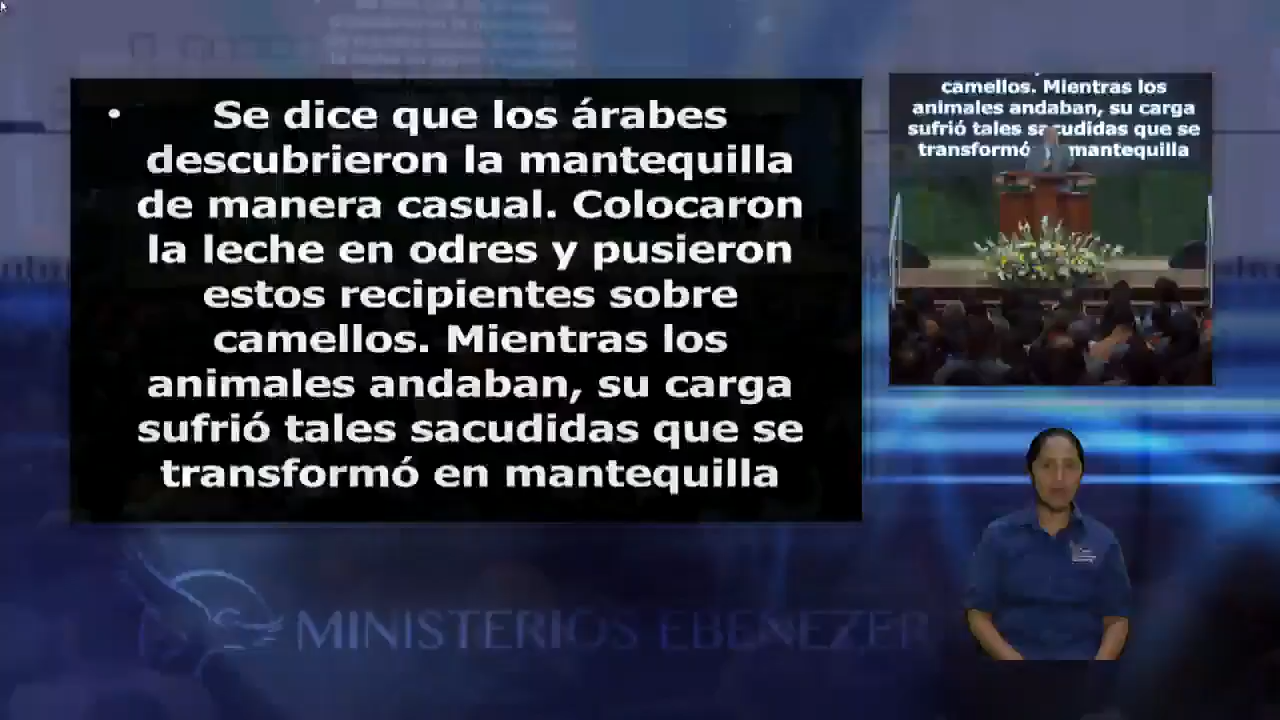 • Se dice que los árabes
descubrieron la mantequilla
de manera casual. Colocaron
la leche en odres y pusieron
estos recipientes sobre
camellos. Mientras los
animales andaban, su carga
sufrió tales sacudidas que se
transformó en mantequilla
camellos. Mientras los
animales andaban, su carga
sufrió tales sacudidas que se
transformó mantequilla
MINISTERIOS EBENEZER